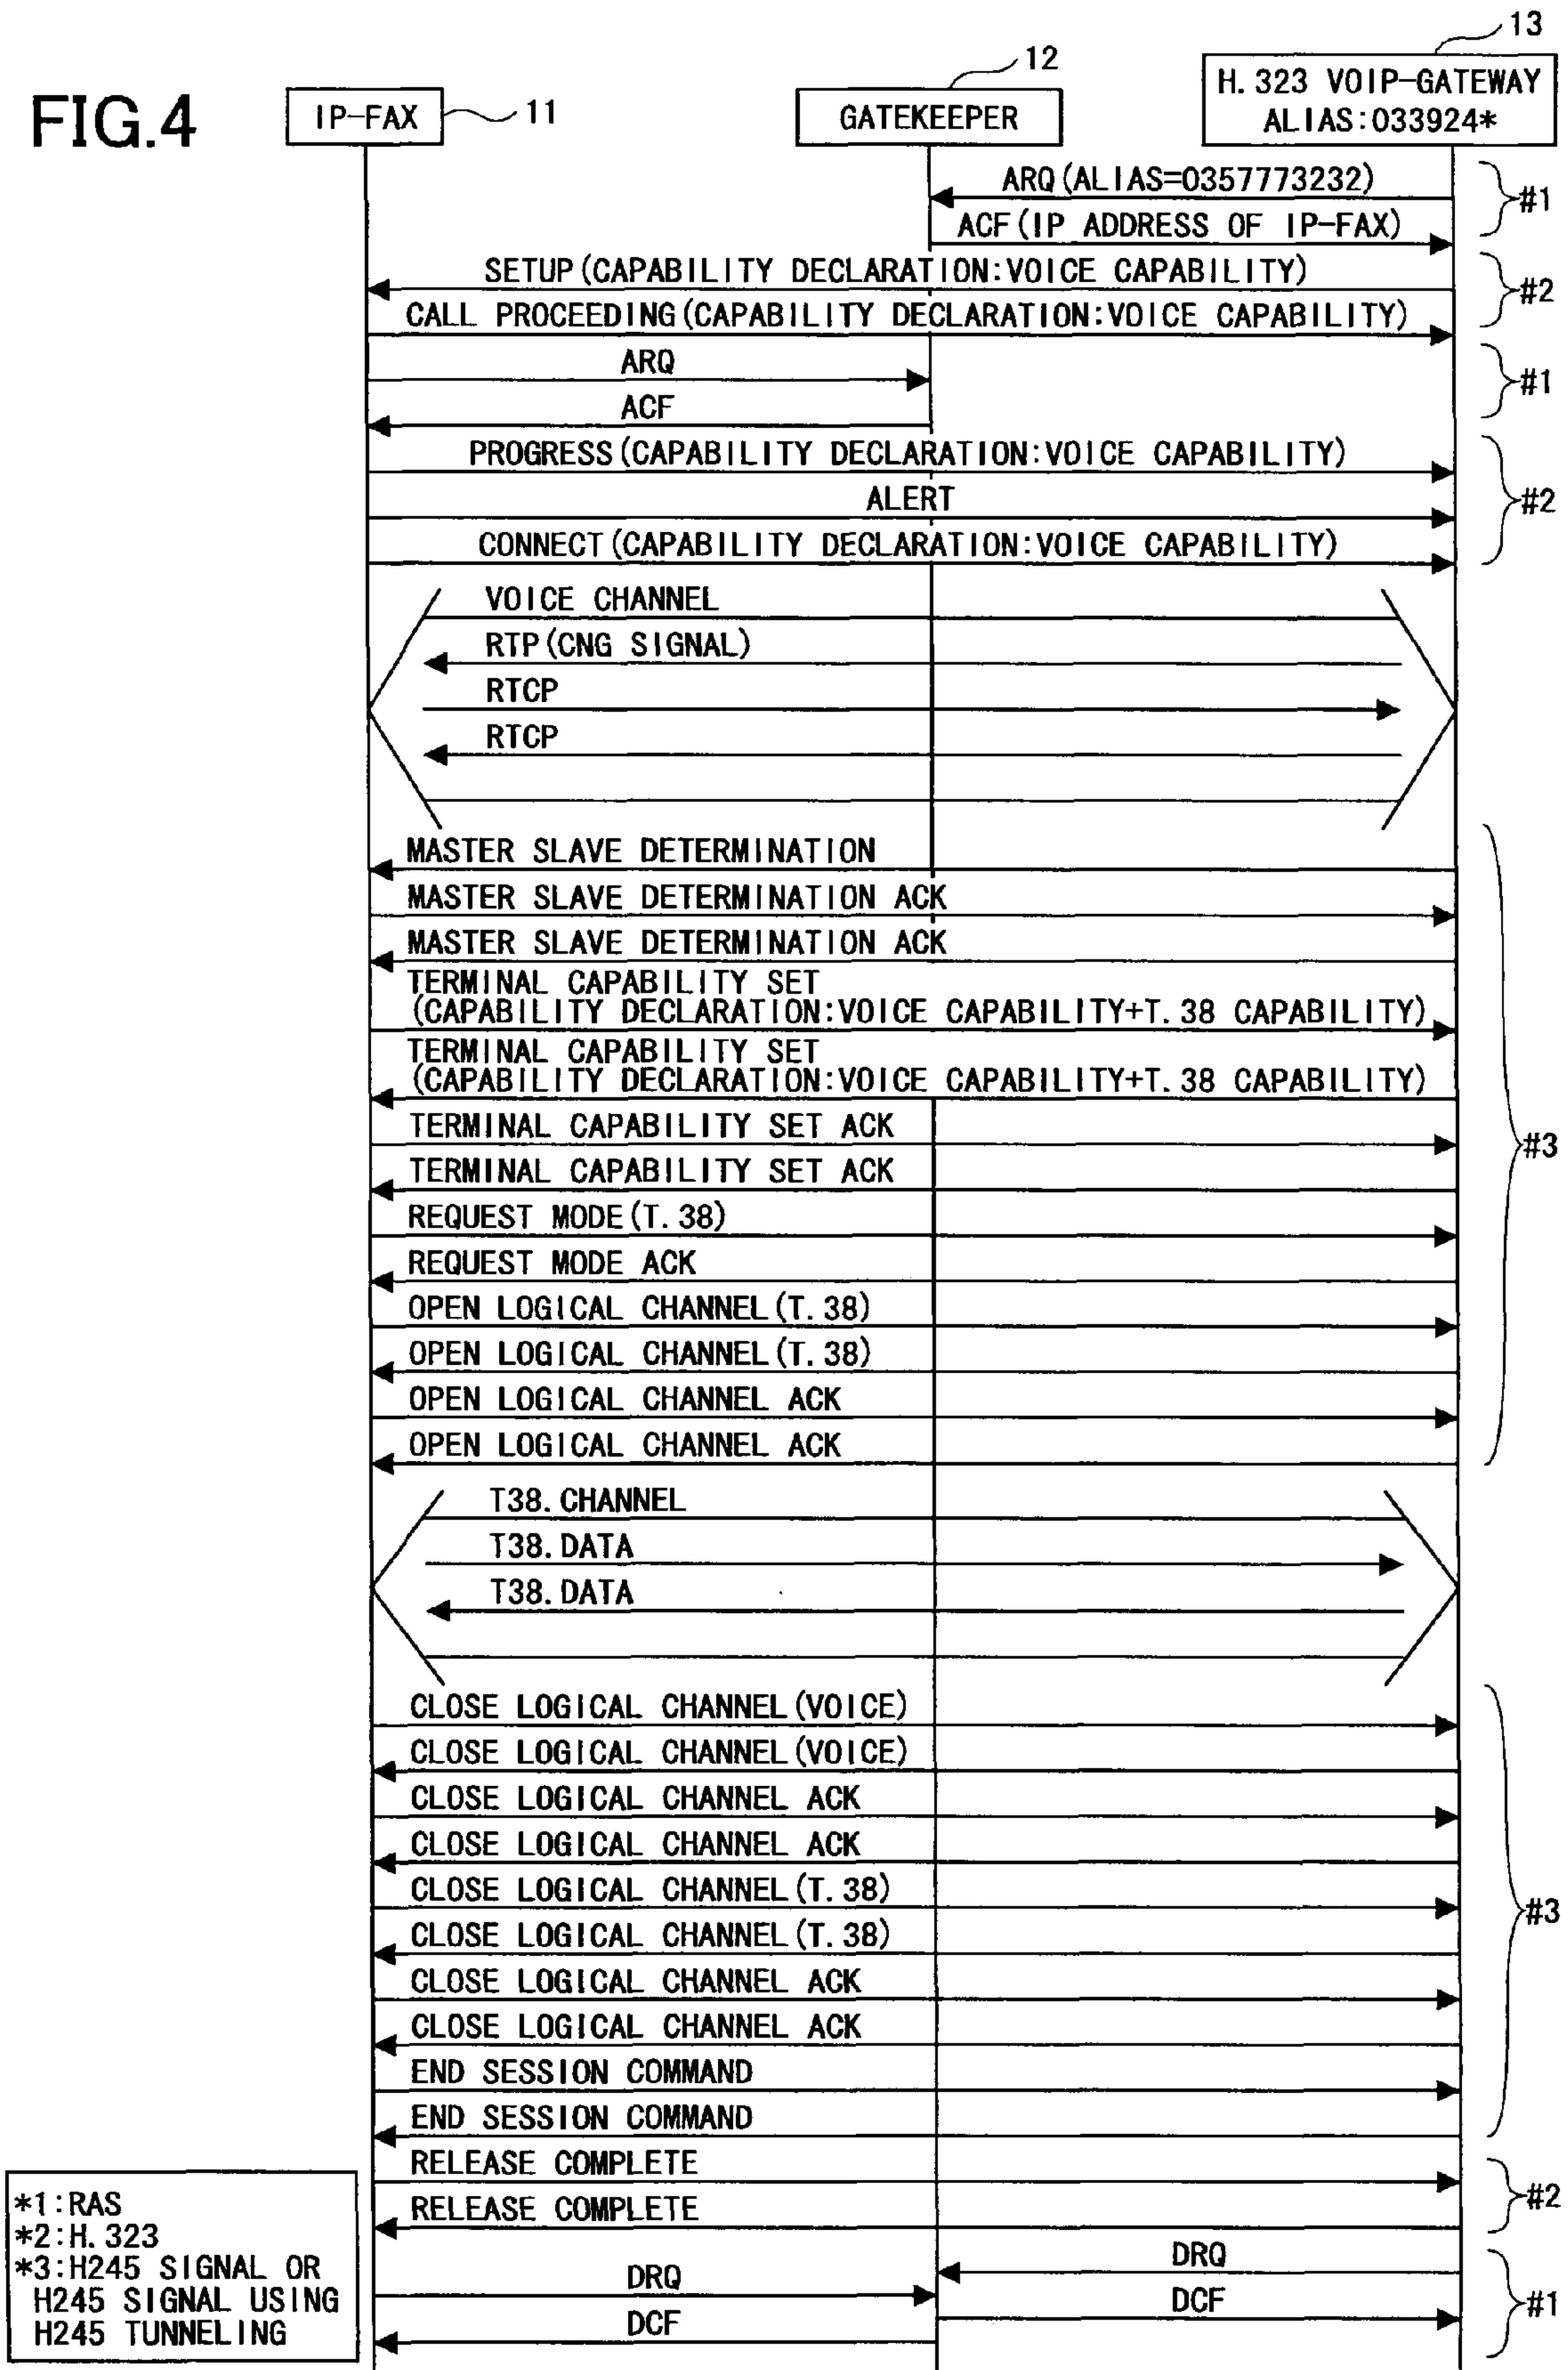 FIG.4
IP-FAX
11
GATEKEEPER
12
H.323 VOIP-GATEWAY
ALIAS:033924*
13
ARQ(ALIAS=0357773232)
ACF(IP ADDRESS OF IP-FAX)
#1
SETUP(CAPABILITY DECLARATION:VOICE CAPABILITY)
CALL PROCEEDING(CAPABILITY DECLARATION:VOICE CAPABILITY)
#2
ARQ
ACF
#1
PROGRESS(CAPABILITY DECLARATION:VOICE CAPABILITY)
ALERT
CONNECT(CAPABILITY DECLARATION:VOICE CAPABILITY)
#2
VOICE CHANNEL
RTP(CNG SIGNAL)
RTCP
RTCP
MASTER SLAVE DETERMINATION
MASTER SLAVE DETERMINATION ACK
MASTER SLAVE DETERMINATION ACK
TERMINAL CAPABILITY SET
(CAPABILITY DECLARATION:VOICE CAPABILITY+T.38 CAPABILITY)
TERMINAL CAPABILITY SET
(CAPABILITY DECLARATION:VOICE CAPABILITY+T.38 CAPABILITY)
TERMINAL CAPABILITY SET ACK
TERMINAL CAPABILITY SET ACK
REQUEST MODE(T.38)
REQUEST MODE ACK
OPEN LOGICAL CHANNEL(T.38)
OPEN LOGICAL CHANNEL(T.38)
OPEN LOGICAL CHANNEL ACK
OPEN LOGICAL CHANNEL ACK
#3
T38.CHANNEL
T38.DATA
T38.DATA
CLOSE LOGICAL CHANNEL(VOICE)
CLOSE LOGICAL CHANNEL(VOICE)
CLOSE LOGICAL CHANNEL ACK
CLOSE LOGICAL CHANNEL ACK
CLOSE LOGICAL CHANNEL(T.38)
CLOSE LOGICAL CHANNEL(T.38)
CLOSE LOGICAL CHANNEL ACK
CLOSE LOGICAL CHANNEL ACK
END SESSION COMMAND
END SESSION COMMAND
#3
RELEASE COMPLETE
RELEASE COMPLETE
#2
DRQ
DRQ
DCF
DCF
#1
*1:RAS
*2:H.323
*3:H245 SIGNAL OR
H245 SIGNAL USING
H245 TUNNELING